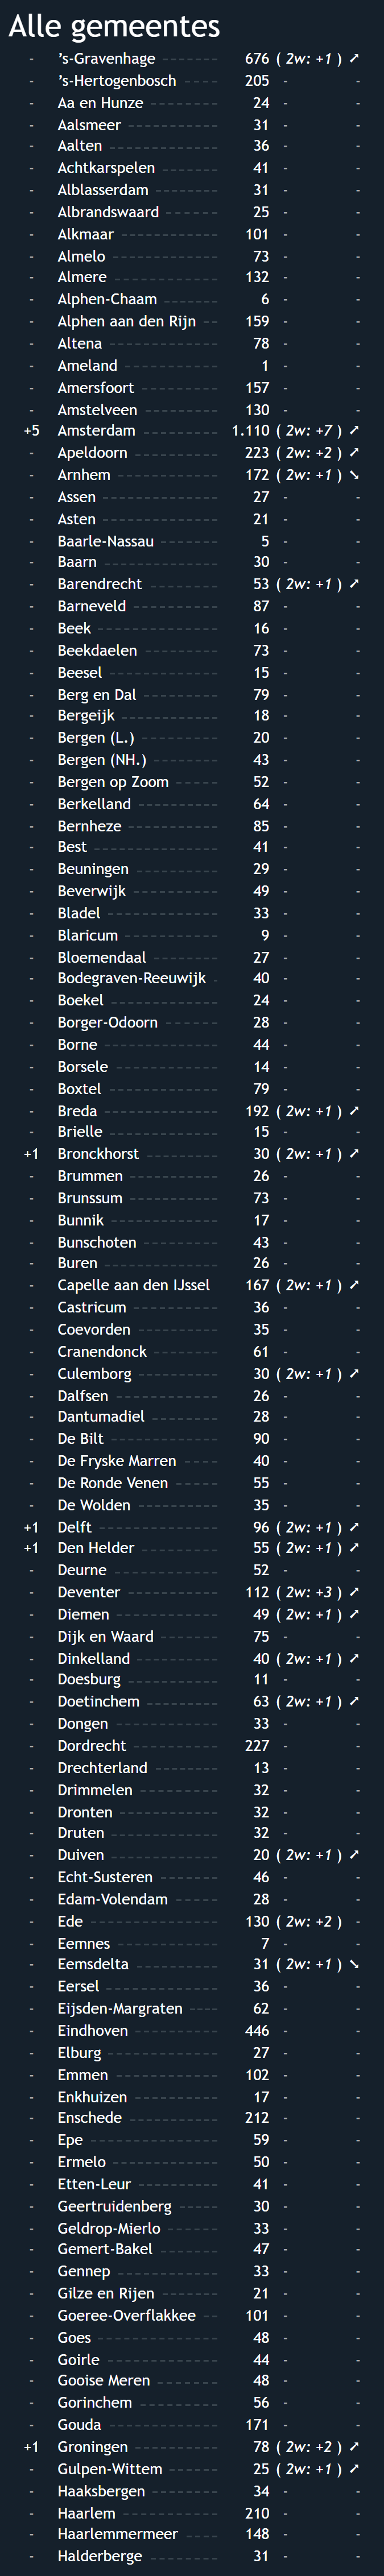 Alle gemeentes
- 's-Gravenhage 676 ( 2w: +1 ) ➚
- 's-Hertogenbosch 205 - -
- Aa en Hunze 24 - -
- Aalsmeer 31 - -
- Aalten 36 - -
- Achtkarspelen 41 - -
- Alblasserdam 31 - -
- Albrandswaard 25 - -
- Alkmaar 101 - -
- Almelo 73 - -
- Almere 132 - -
- Alphen-Chaam 6 - -
- Alphen aan den Rijn 159 - -
- Altena 78 - -
- Ameland 1 - -
- Amersfoort 157 - -
- Amstelveen 130 - -
+5 Amsterdam 1.110 ( 2w: +7 ) ➚
- Apeldoorn 223 ( 2w: +2 ) ➚
- Arnhem 172 ( 2w: +1 ) ➘
- Assen 27 - -
- Asten 21 - -
- Baarle-Nassau 5 - -
- Baarn 30 - -
- Barendrecht 53 ( 2w: +1 ) ➚
- Barneveld 87 - -
- Beek 16 - -
- Beekdaelen 73 - -
- Beesel 15 - -
- Berg en Dal 79 - -
- Bergeijk 18 - -
- Bergen (L.) 20 - -
- Bergen (NH.) 43 - -
- Bergen op Zoom 52 - -
- Berkelland 64 - -
- Bernheze 85 - -
- Best 41 - -
- Beuningen 29 - -
- Beverwijk 49 - -
- Bladel 33 - -
- Blaricum 9 - -
- Bloemendaal 27 - -
- Bodegraven-Reeuwijk 40 - -
- Boekel 24 - -
- Borger-Odoorn 28 - -
- Borne 44 - -
- Borsele 14 - -
- Boxtel 79 - -
- Breda 192 ( 2w: +1 ) ➚
- Brielle 15 - -
+1 Bronckhorst 30 ( 2w: +1 ) ➚
- Brummen 26 - -
- Brunssum 73 - -
- Bunnik 17 - -
- Bunschoten 43 - -
- Buren 26 - -
- Capelle aan den IJssel 167 ( 2w: +1 ) ➚
- Castricum 36 - -
- Coevorden 35 - -
- Cranendonck 61 - -
- Culemborg 30 ( 2w: +1 ) ➚
- Dalfsen 26 - -
- Dantumadiel 28 - -
- De Bilt 90 - -
- De Fryske Marren 40 - -
- De Ronde Venen 55 - -
- De Wolden 35 - -
+1 Delft 96 ( 2w: +1 ) ➚
+1 Den Helder 55 ( 2w: +1 ) ➚
- Deurne 52 - -
- Deventer 112 ( 2w: +3 ) ➚
- Diemen 49 ( 2w: +1 ) ➚
- Dijk en Waard 75 - -
- Dinkelland 40 ( 2w: +1 ) ➚
- Doesburg 11 - -
- Doetinchem 63 ( 2w: +1 ) ➚
- Dongen 33 - -
- Dordrecht 227 - -
- Drechterland 13 - -
- Drimmelen 32 - -
- Dronten 32 - -
- Druten 32 - -
- Duiven 20 ( 2w: +1 ) ➚
- Echt-Susteren 46 - -
- Edam-Volendam 28 - -
- Ede 130 ( 2w: +2 ) -
- Eemnes 7 - -
- Eemsdelta 31 ( 2w: +1 ) ➘
- Eersel 36 - -
- Eijsden-Margraten 62 - -
- Eindhoven 446 - -
- Elburg 27 - -
- Emmen 102 - -
- Enkhuizen 17 - -
- Enschede 212 - -
- Epe 59 - -
- Ermelo 50 - -
- Etten-Leur 41 - -
- Geertruidenberg 30 - -
- Geldrop-Mierlo 33 - -
- Gemert-Bakel 47 - -
- Gennep 33 - -
- Gilze en Rijen 21 - -
- Goeree-Overflakkee 101 - -
- Goes 48 - -
- Goirle 44 - -
- Gooise Meren 48 - -
- Gorinchem 56 - -
- Gouda 171 - -
+1 Groningen 78 ( 2w: +2 ) ➚
- Gulpen-Wittem 25 ( 2w: +1 ) ➚
- Haaksbergen 34 - -
- Haarlem 210 - -
- Haarlemmermeer 148 - -
- Halderberge 31 - -